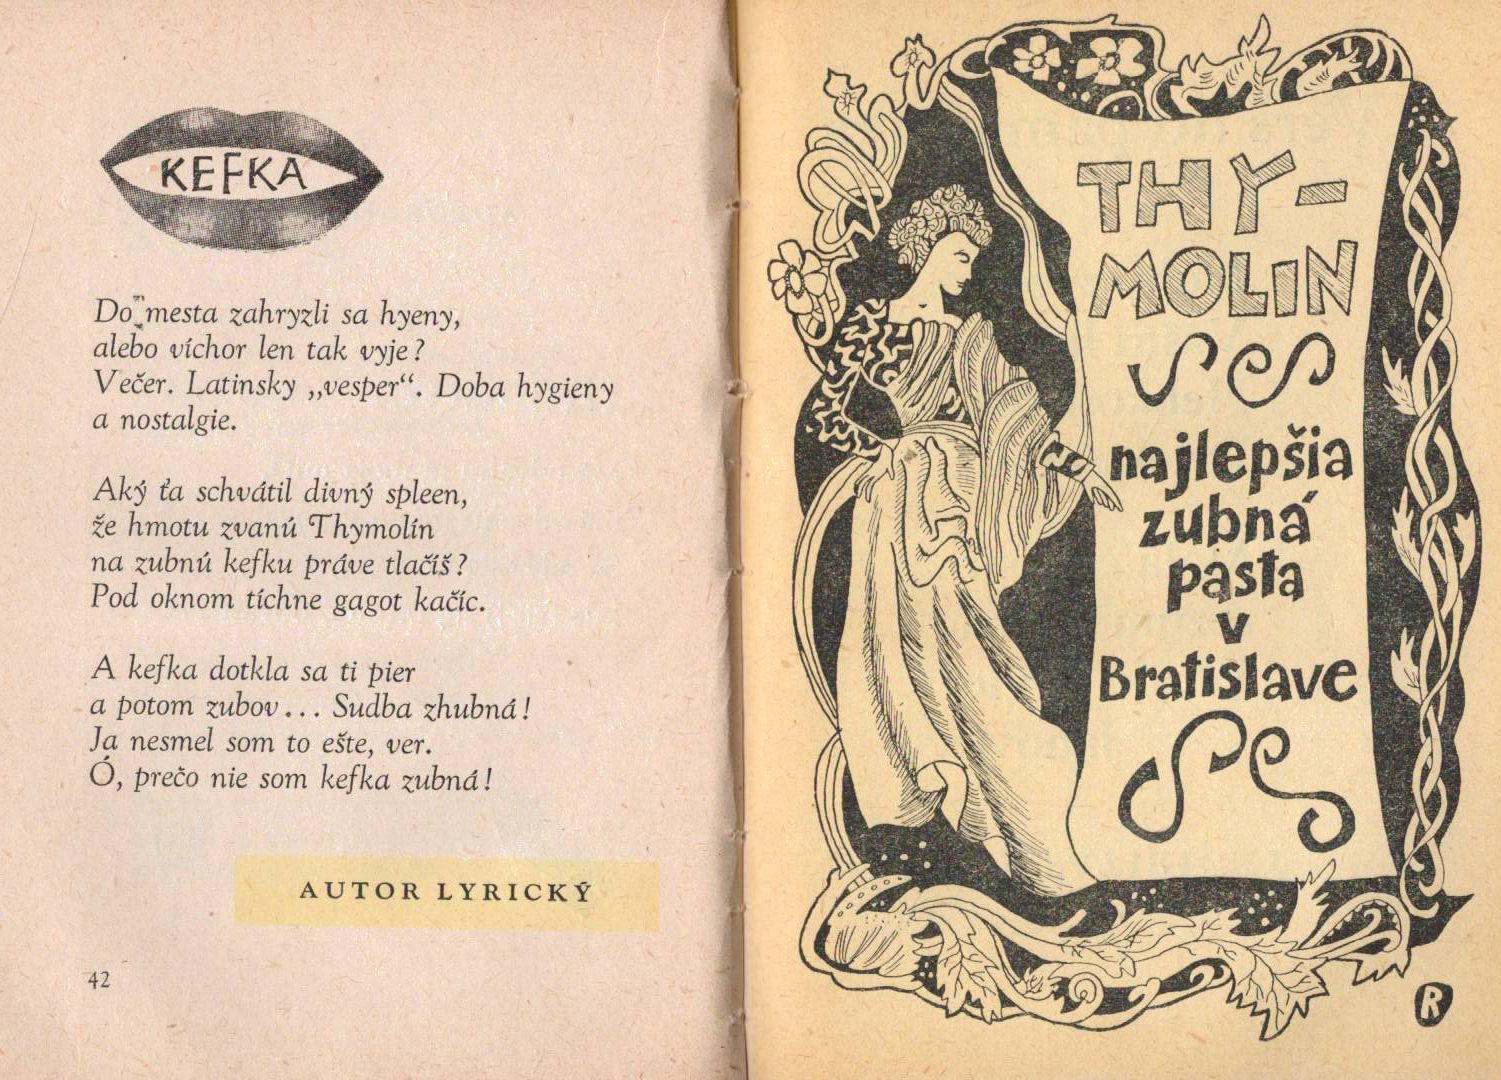 KEFKA
Do mesta zahryzli sa hyeny,
alebo víchor len tak vyje?
Večer. Latinsky „vesper“. Doba hygieny
a nostalgie.
Aký ťa schvátil divný spleen,
že hmotu zvanú Thymolín
na zubnú kefku práve tlačíš?
Pod oknom tíchne gagot kačíc.
A kefka dotkla sa ti pier
a potom zubov... Sudba zhubná!
Ja nesmel som to ešte, ver.
Ó, prečo nie som kefka zubná!
AUTOR LYRICKÝ
42
THY-
MOLIN
najlepšia
zubná
pasta
v
Bratislave
R